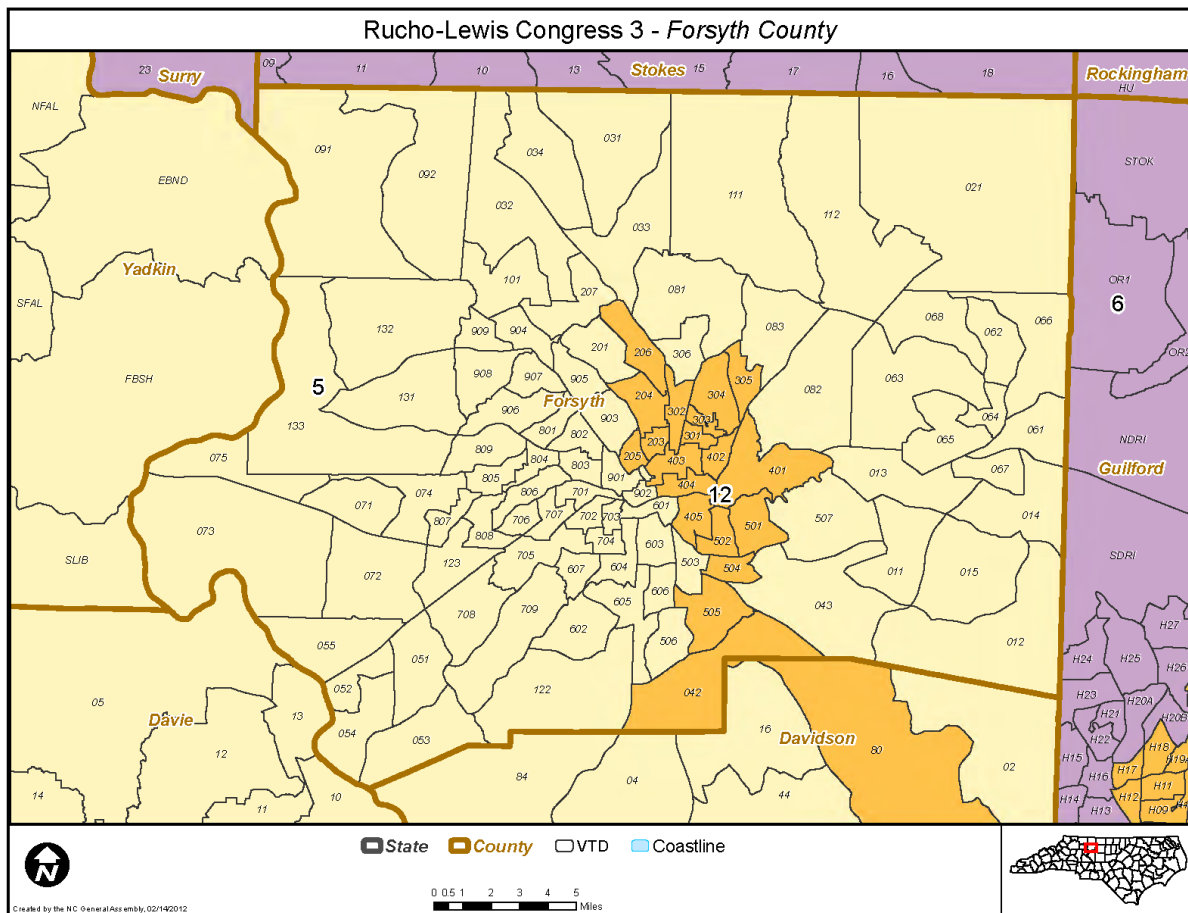 Rucho-Lewis Congress 3 - Forsyth County
23 Surry 09 11 10 13 Stokes 15 17 16 18 Rockingham
HU
NFAL 091 034 031 STOK
EBND 092 111 021
032 112
033
Yadkin 101 OR1
207 081 6
SFAL 068 062 066
132 909 904 083
201 206 306 OR2
FBSH 908 907 905 305 063
5 204 304 082
131 Forsyth
906 302 303 064
133 903 061
801 802 301 065 NDRI
809 203
075 804 205 403 402 401 013 067 Guilford
805 803 901
074 806 701 902 404 12
071 807 706 707 702 703 601 405 501 507 014
073 808 704 502
SLIB 123 705 603 503 504 011 015 SDRI
072 607 604
605 606 043
708 709 505 H27
602 506 012
055 H24 H25 H26
051
052 122 042 H23
05 Davie 13 H20A
054 16 Davidson H21 H20B
12 053 80 H22 H18
84 04 02 H15 H19A
H16 H17
14 11 10 44 H14 H13 H12 H11
H09
State County VTD Coastline
N
0 0.5 1 2 3 4 5
Miles
Created by the NC General Assembly, 02/14/2012